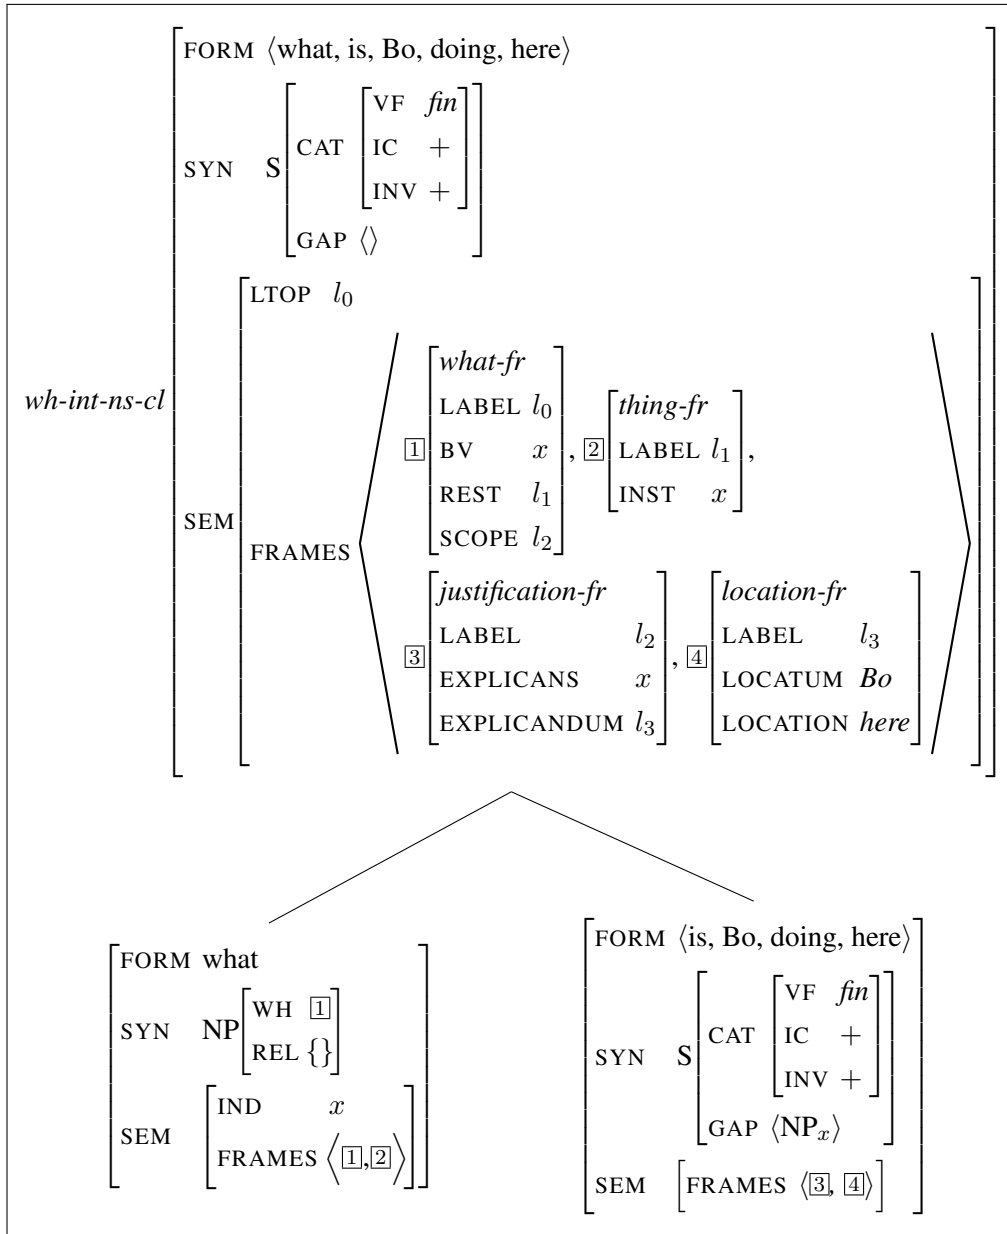 FORM ⟨what, is, Bo, doing, here⟩
VF fin
SYN S CAT IC +
INV +
GAP ⟨⟩
LTOP l0
wh-int-ns-cl
what-fr
LABEL l0 thing-fr
1 BV x , 2 LABEL l1 ,
REST l1 INST x
SEM SCOPE l2
FRAMES
justification-fr location-fr
LABEL l2 LABEL l3
3 EXPLICANS x , 4 LOCATUM Bo
EXPLICANDUM l3 LOCATION here
FORM what
SYN NP WH 1
REL {}
IND x
SEM
FRAMES ⟨1,2⟩
FORM ⟨is, Bo, doing, here⟩
VF fin
CAT IC +
SYN S INV +
GAP ⟨NPx⟩
SEM FRAMES ⟨3, 4⟩